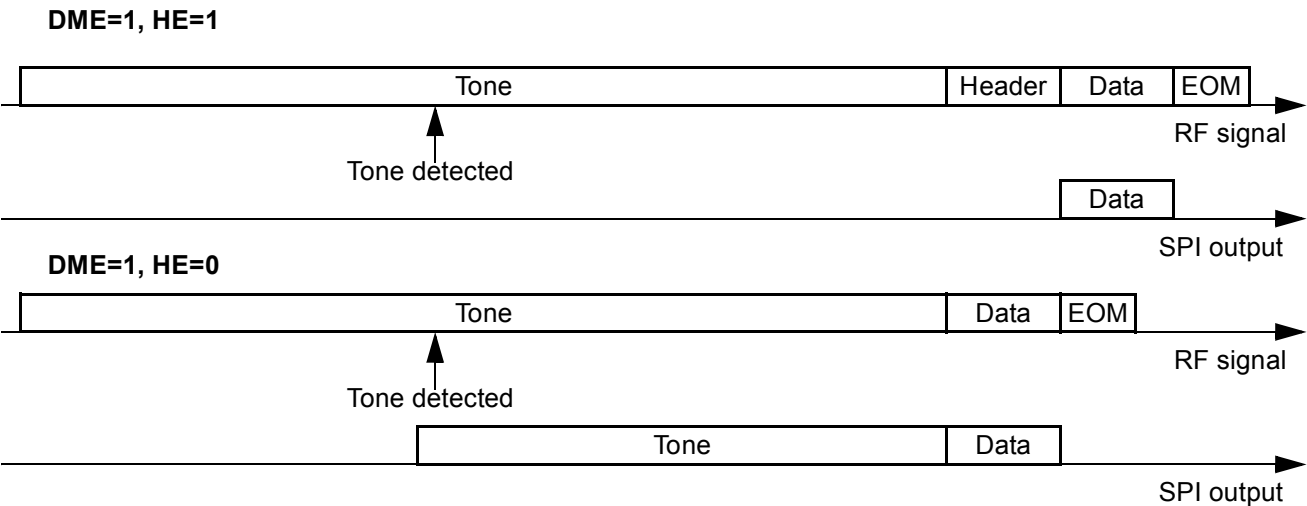 DME=1, HE=1
Tone Header Data EOM
RF signal
Tone detected
Data
SPI output
DME=1, HE=0
Tone Data EOM
RF signal
Tone detected
Tone Data
SPI output